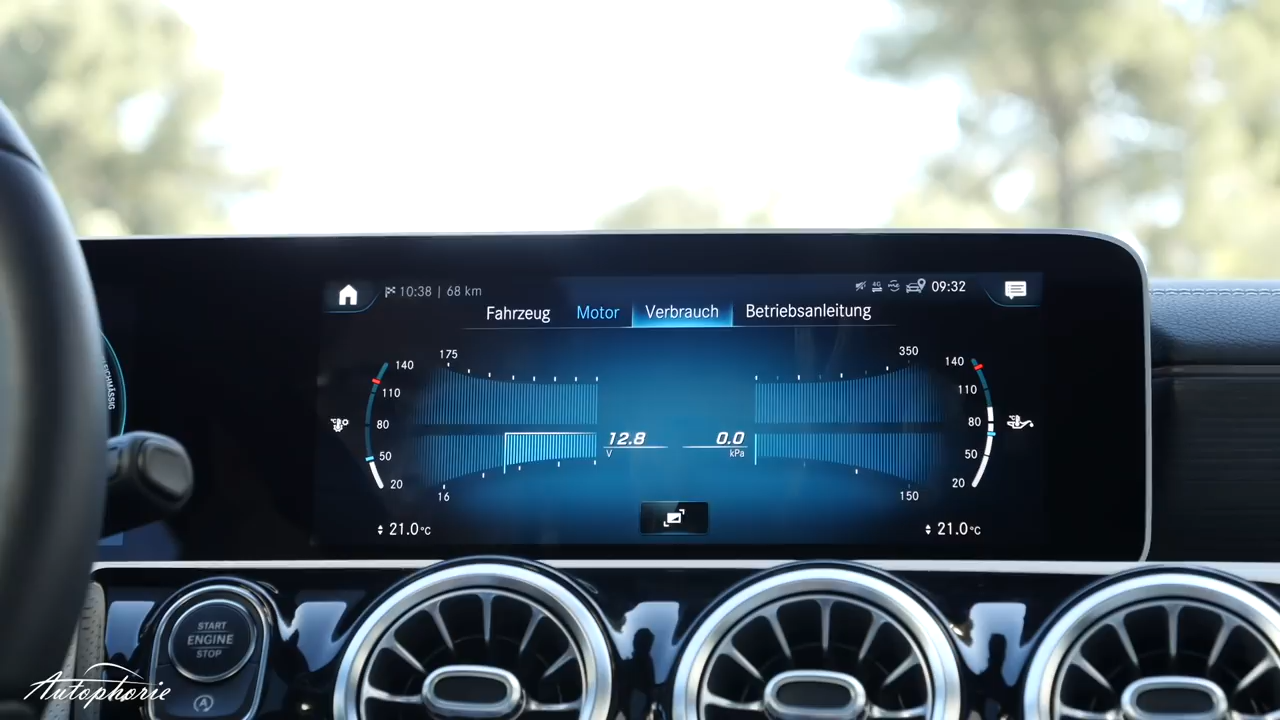 10:38 | 68 km
4G
09:32
Fahrzeug Motor Verbrauch Betriebsanleitung
175
350
140
110
80
50
20
12.8
V
0.0
kPa
140
110
80
50
20
16
150
21.0°C
21.0°C
START
ENGINE
STOP
A
Autophorie